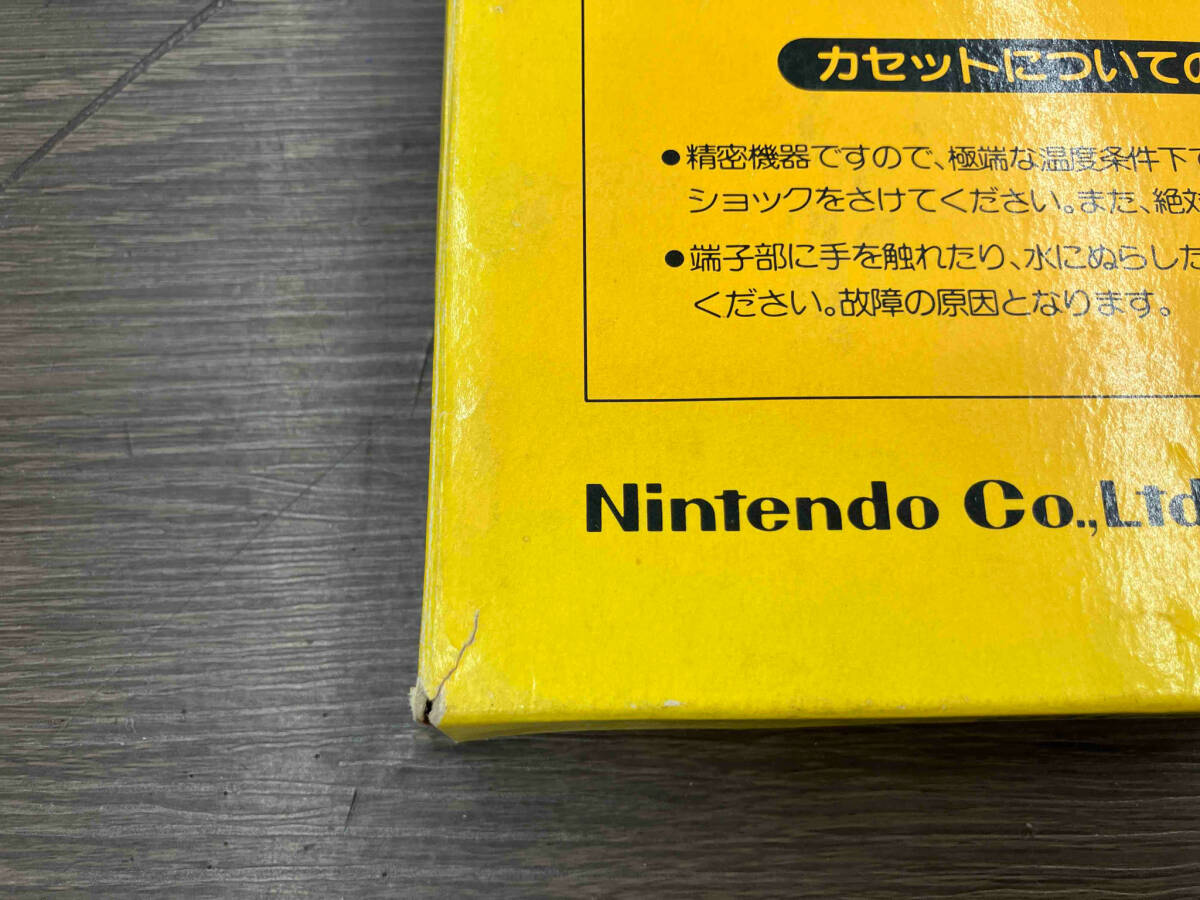 カセットについての
●精密機器ですので、極端な温度条件下で
ショックをさけてください。また、絶対
●端子部に手を触れたり、水にぬらした
ください。故障の原因となります。
Nintendo Co.,Ltd